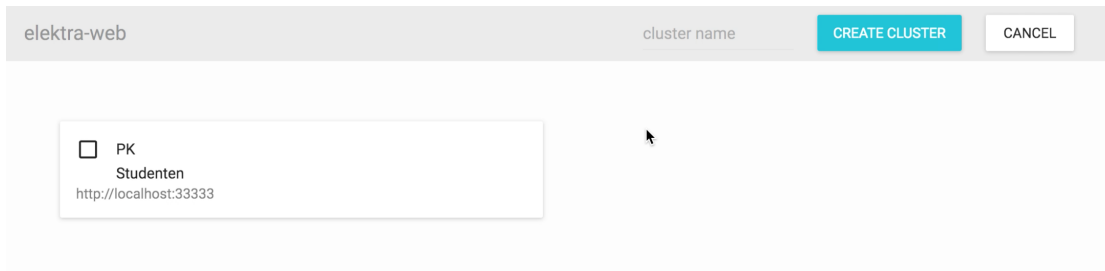 elektra-web
cluster name
CREATE CLUSTER
CANCEL
PK
Studenten
http://localhost:33333